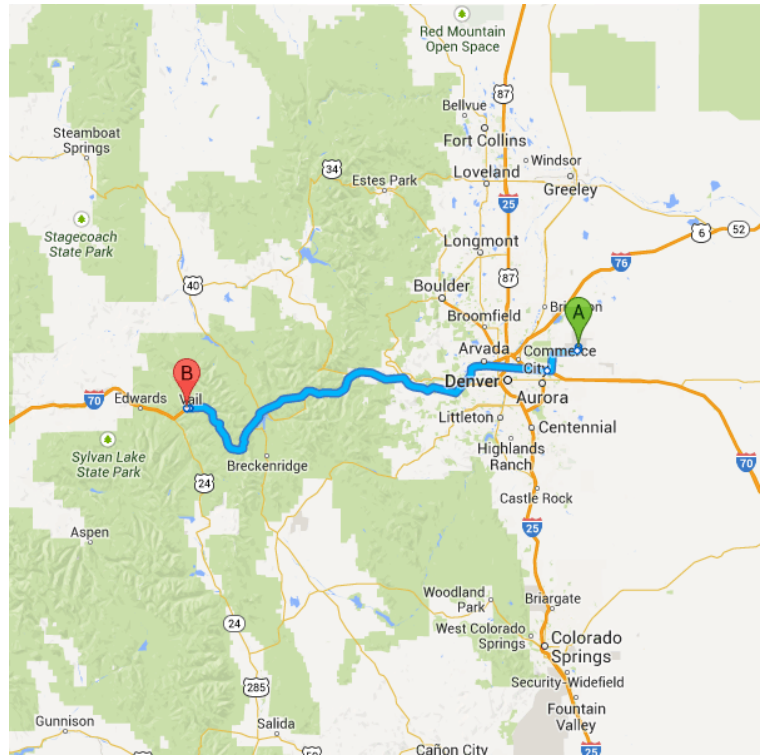 Red Mountain
Open Space
87
Bellvue
Fort Collins
Steamboat
Springs
34
Windsor
Loveland
Estes Park
Greeley
25
Stagecoach
State Park
Longmont
6
52
76
87
40
Boulder
A
Broomfield
Arvada
Commerce
City
B
Denver
Aurora
70
Edwards
Vail
Littleton
Centennial
Sylvan Lake
State Park
Highlands
Ranch
Breckenridge
70
24
Castle Rock
25
Aspen
Woodland
Park
Briargate
24
West Colorado
Springs
Colorado
Springs
285
Security-Widefield
Fountain
Valley
Gunnison
Salida
25
Cañon City